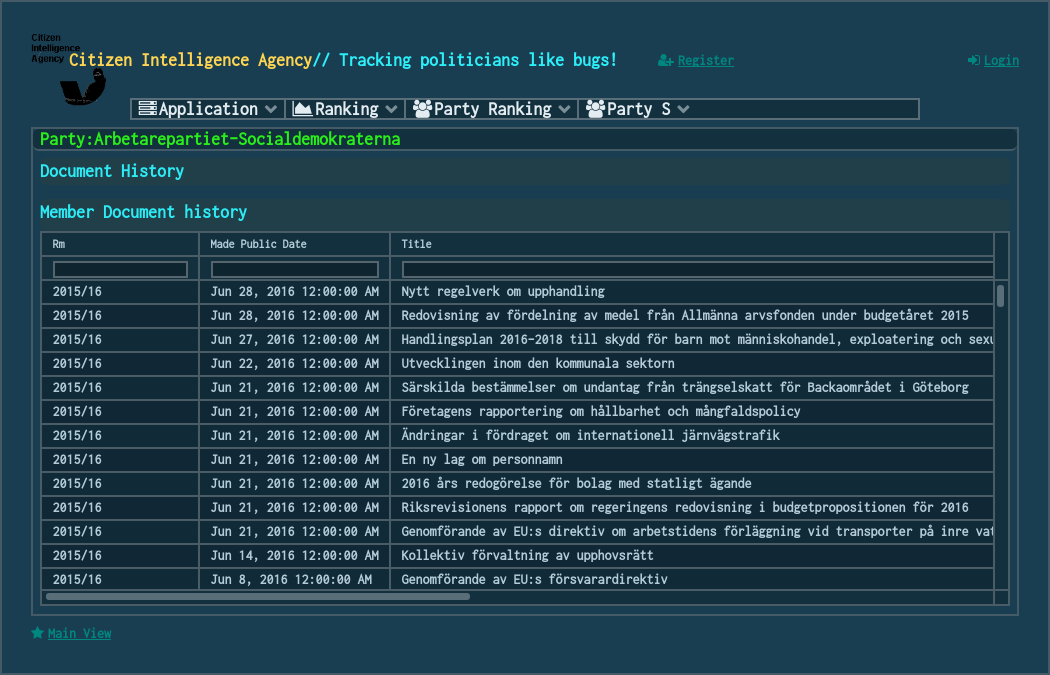 Citizen
Intelligence
Agency
Citizen Intelligence Agency// Tracking politicians like bugs!
Register
Login
Application
Ranking
Party Ranking
Party S
Party:Arbetarepartiet-Socialdemokraterna
Document History
Member Document history
Rm Made Public Date Title
2015/16 Jun 28, 2016 12:00:00 AM Nytt regelverk om upphandling
2015/16 Jun 28, 2016 12:00:00 AM Redovisning av fördelning av medel från Allmänna arvsfonden under budgetåret 2015
2015/16 Jun 27, 2016 12:00:00 AM Handlingsplan 2016-2018 till skydd för barn mot människohandel, exploatering och sexu
2015/16 Jun 22, 2016 12:00:00 AM Utvecklingen inom den kommunala sektorn
2015/16 Jun 21, 2016 12:00:00 AM Särskilda bestämmelser om undantag från trängselskatt för Backaområdet i Göteborg
2015/16 Jun 21, 2016 12:00:00 AM Företagens rapportering om hållbarhet och mångfaldspolicy
2015/16 Jun 21, 2016 12:00:00 AM Ändringar i fördraget om internationell järnvägstrafik
2015/16 Jun 21, 2016 12:00:00 AM En ny lag om personnamn
2015/16 Jun 21, 2016 12:00:00 AM 2016 års redogörelse för bolag med statligt ägande
2015/16 Jun 21, 2016 12:00:00 AM Riksrevisionens rapport om regeringens redovisning i budgetpropositionen för 2016
2015/16 Jun 21, 2016 12:00:00 AM Genomförande av EU:s direktiv om arbetstidens förläggning vid transporter på inre vat
2015/16 Jun 14, 2016 12:00:00 AM Kollektiv förvaltning av upphovsrätt
2015/16 Jun 8, 2016 12:00:00 AM Genomförande av EU:s försvarardirektiv
Main View